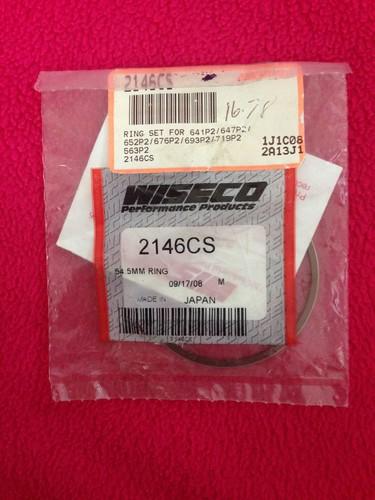 2146CS
16.78
RING SET FOR 641P2/647P2/
652P2/676P2/693P2/719P2
563P2
2146CS
1J1C08
2A13J1
WISECO
Performance Products
2146CS
54.5MM RING
09/17/08 M
MADE IN JAPAN